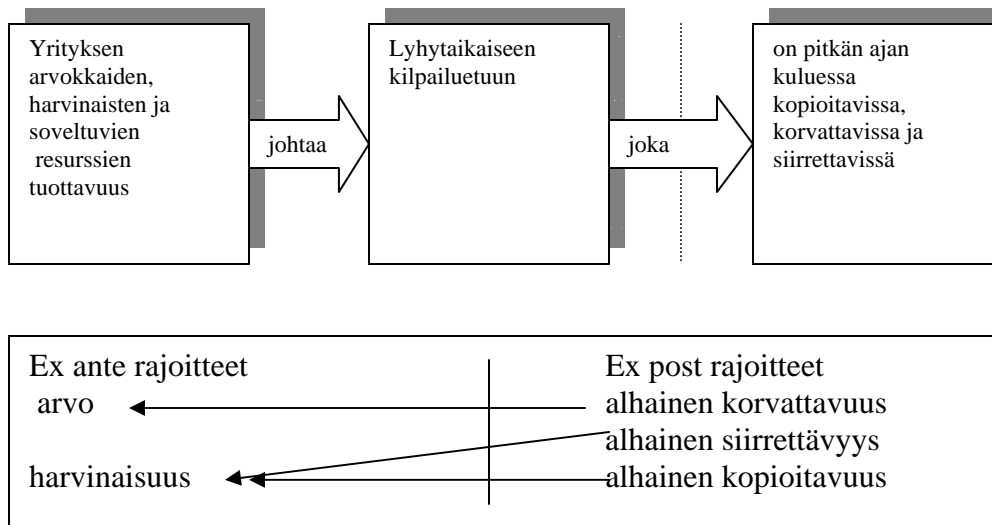 Yrityksen
arvokkaiden,
harvinaisten ja
soveltuvien
resurssien
tuottavuus
johtaa
Lyhytaikaiseen
kilpailuetuun
joka
on pitkän ajan
kuluessa
kopioitavissa,
korvattavissa ja
siirrettavissä
Ex ante rajoitteet
arvo
harvinaisuus
Ex post rajoitteet
alhainen korvattavuus
alhainen siirrettävyys
alhainen kopioitavuus